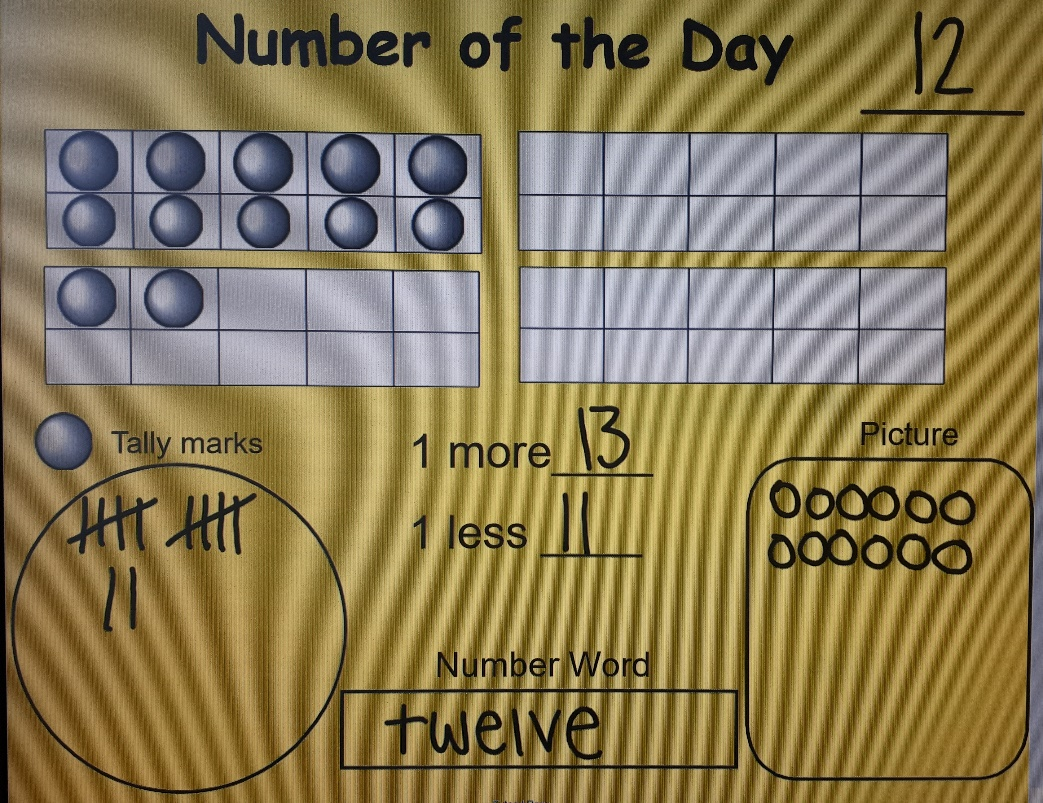 Number of the Day 12
Tally marks
1 more 13
Picture
1 less 11
Number Word
twelve